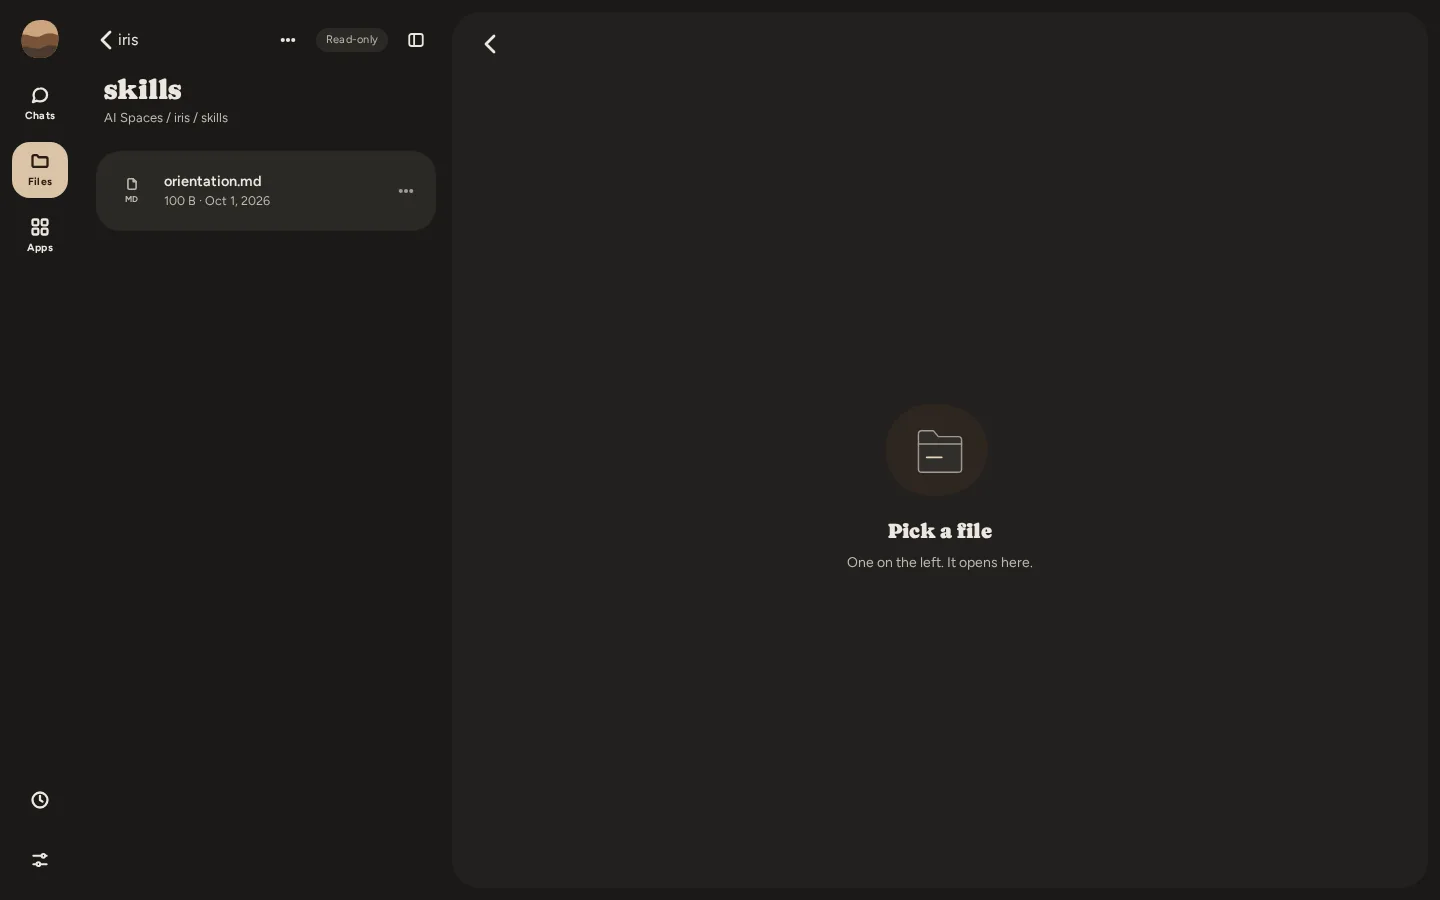 iris
Read-only
skills
AI Spaces / iris / skills
Chats
Files
Apps
MD
orientation.md
100 B · Oct 1, 2026
Pick a file
One on the left. It opens here.